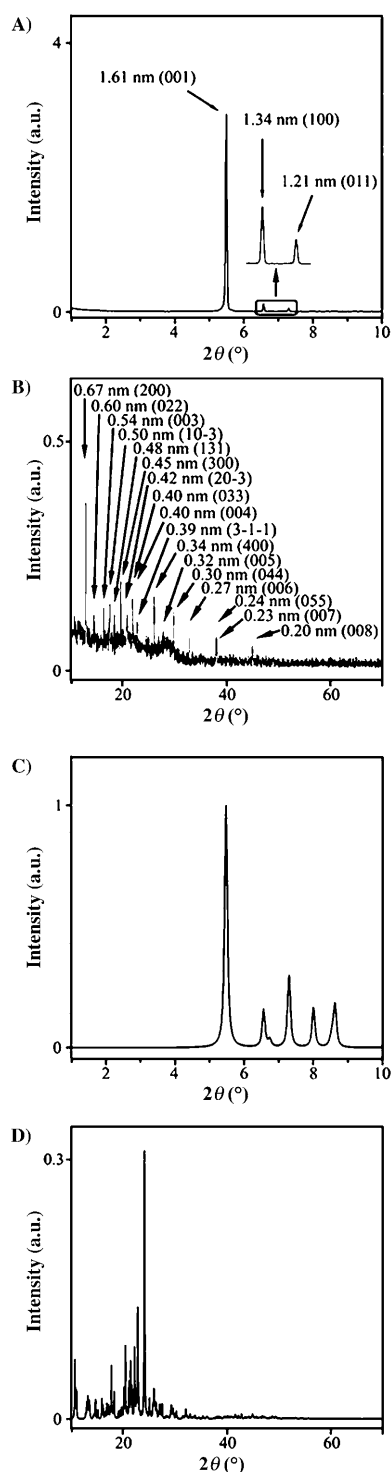 A)
4
Intensity (a.u.)
0
1.61 nm (001)
1.34 nm (100)
1.21 nm (011)
2 4 6 8 10
2θ (°)
B)
0.5
Intensity (a.u.)
0
0.67 nm (200)
0.60 nm (022)
0.54 nm (003)
0.50 nm (10-3)
0.48 nm (131)
0.45 nm (300)
0.42 nm (20-3)
0.40 nm (033)
0.40 nm (004)
0.39 nm (3-1-1)
0.34 nm (400)
0.32 nm (005)
0.30 nm (044)
0.27 nm (006)
0.24 nm (055)
0.23 nm (007)
0.20 nm (008)
20 40 60
2θ (°)
C)
1
Intensity (a.u.)
0
2 4 6 8 10
2θ (°)
D)
0.3
Intensity (a.u.)
0
20 40 60
2θ (°)